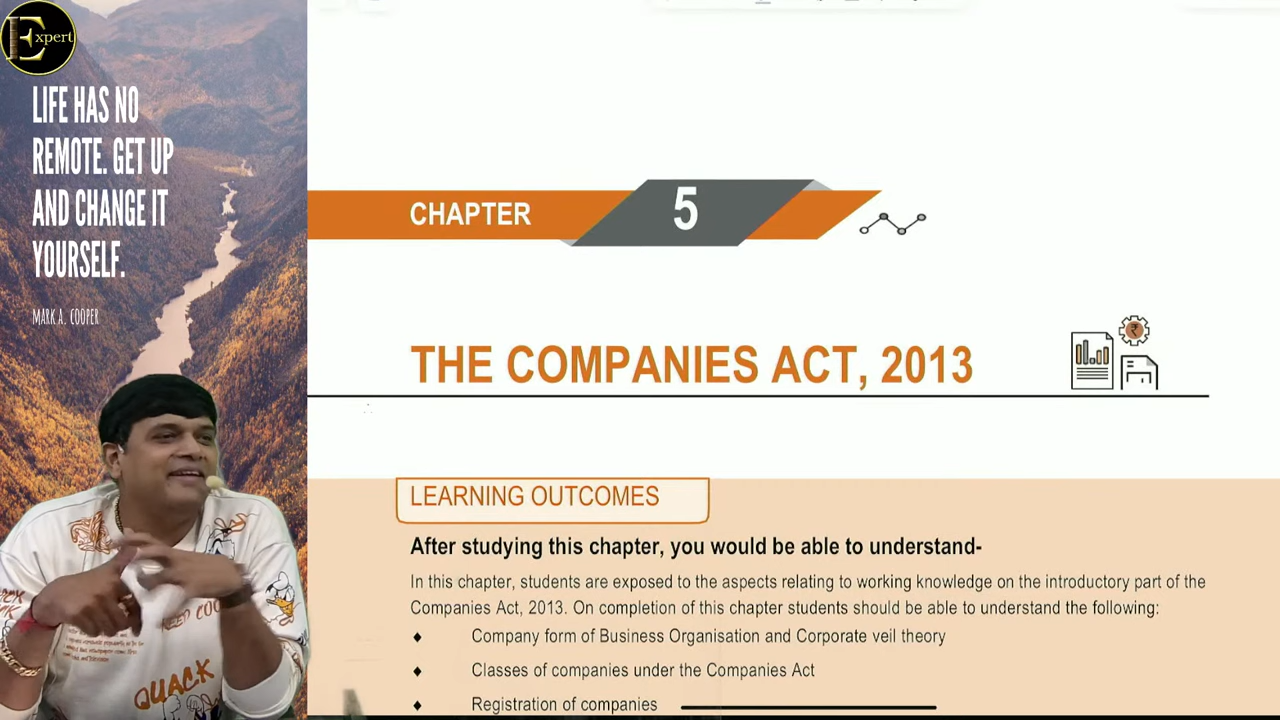 Expert
LIFE HAS NO
REMOTE. GET UP
AND CHANGE IT
YOURSELF.
MARK A. COOPER
CHAPTER 5
THE COMPANIES ACT, 2013
₹
LEARNING OUTCOMES
After studying this chapter, you would be able to understand-
In this chapter, students are exposed to the aspects relating to working knowledge on the introductory part of the
Companies Act, 2013. On completion of this chapter students should be able to understand the following:
♦ Company form of Business Organisation and Corporate veil theory
♦ Classes of companies under the Companies Act
♦ Registration of companies
QUACK